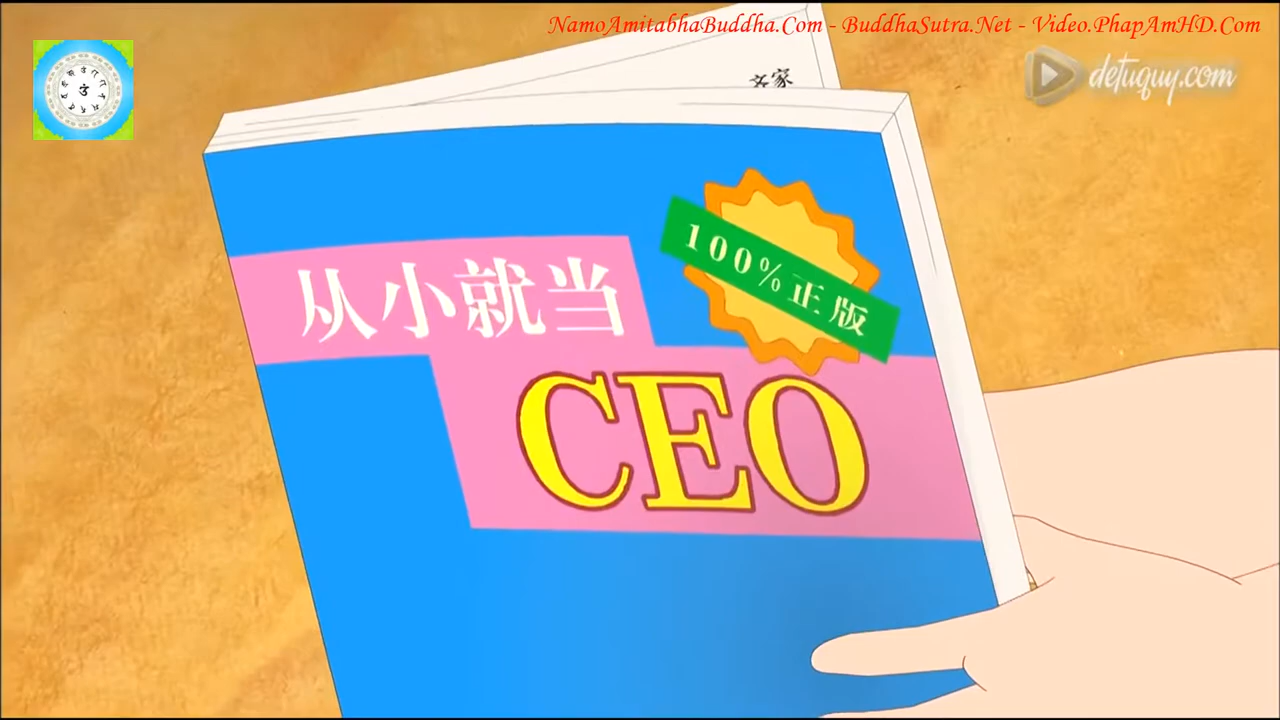 NamoAmitabhaBuddha.Com - BuddhaSutra.Net - Video.PhapAmHD.Com
detuquy.com
100%正版
从小就当
CEO